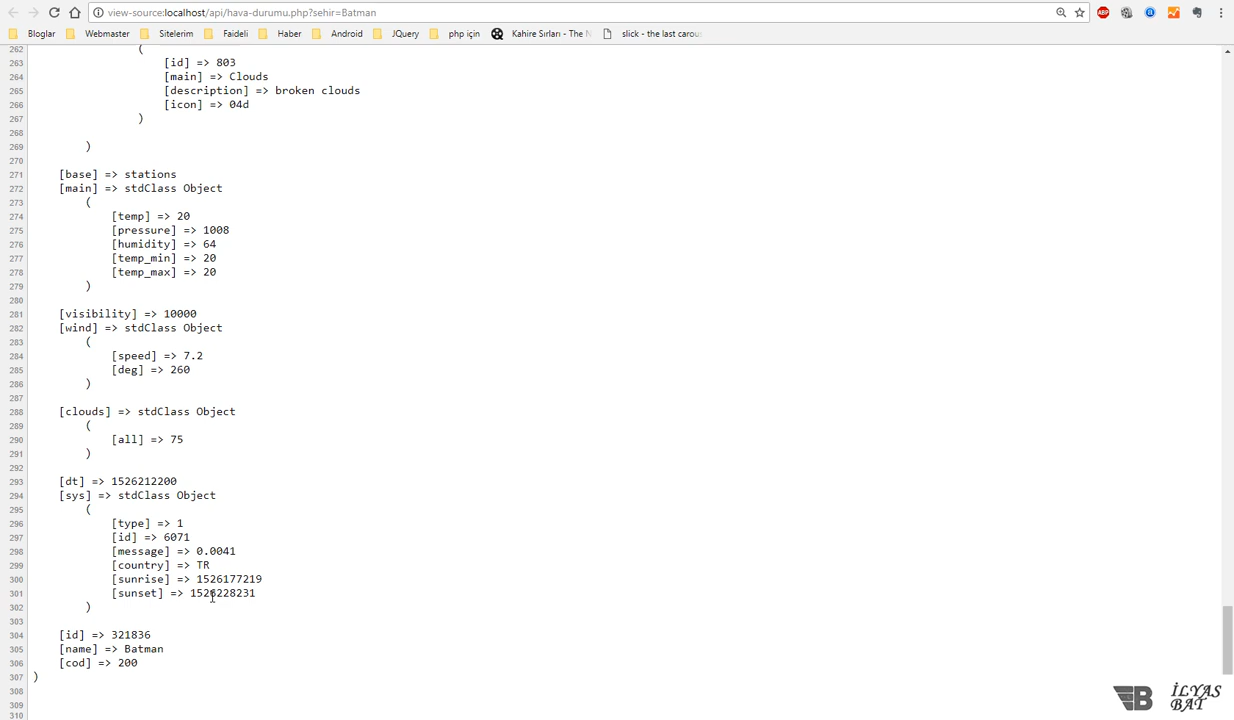 view-source:localhost/api/hava-durumu.php?sehir=Batman
Bloglar Webmaster Sitelerim Faideli Haber Android JQuery php için Kahire Sırları - The N slick - the last carous
262 (
263 [id] => 803
264 [main] => Clouds
265 [description] => broken clouds
266 [icon] => 04d
267 )
268
269 )
270
271 [base] => stations
272 [main] => stdClass Object
273 (
274 [temp] => 20
275 [pressure] => 1008
276 [humidity] => 64
277 [temp_min] => 20
278 [temp_max] => 20
279 )
280
281 [visibility] => 10000
282 [wind] => stdClass Object
283 (
284 [speed] => 7.2
285 [deg] => 260
286 )
287
288 [clouds] => stdClass Object
289 (
290 [all] => 75
291 )
292
293 [dt] => 1526212200
294 [sys] => stdClass Object
295 (
296 [type] => 1
297 [id] => 6071
298 [message] => 0.0041
299 [country] => TR
300 [sunrise] => 1526177219
301 [sunset] => 1526228231
302 )
303
304 [id] => 321836
305 [name] => Batman
306 [cod] => 200
307 )
308
309
310
ABP
B
İLYAS
BAT